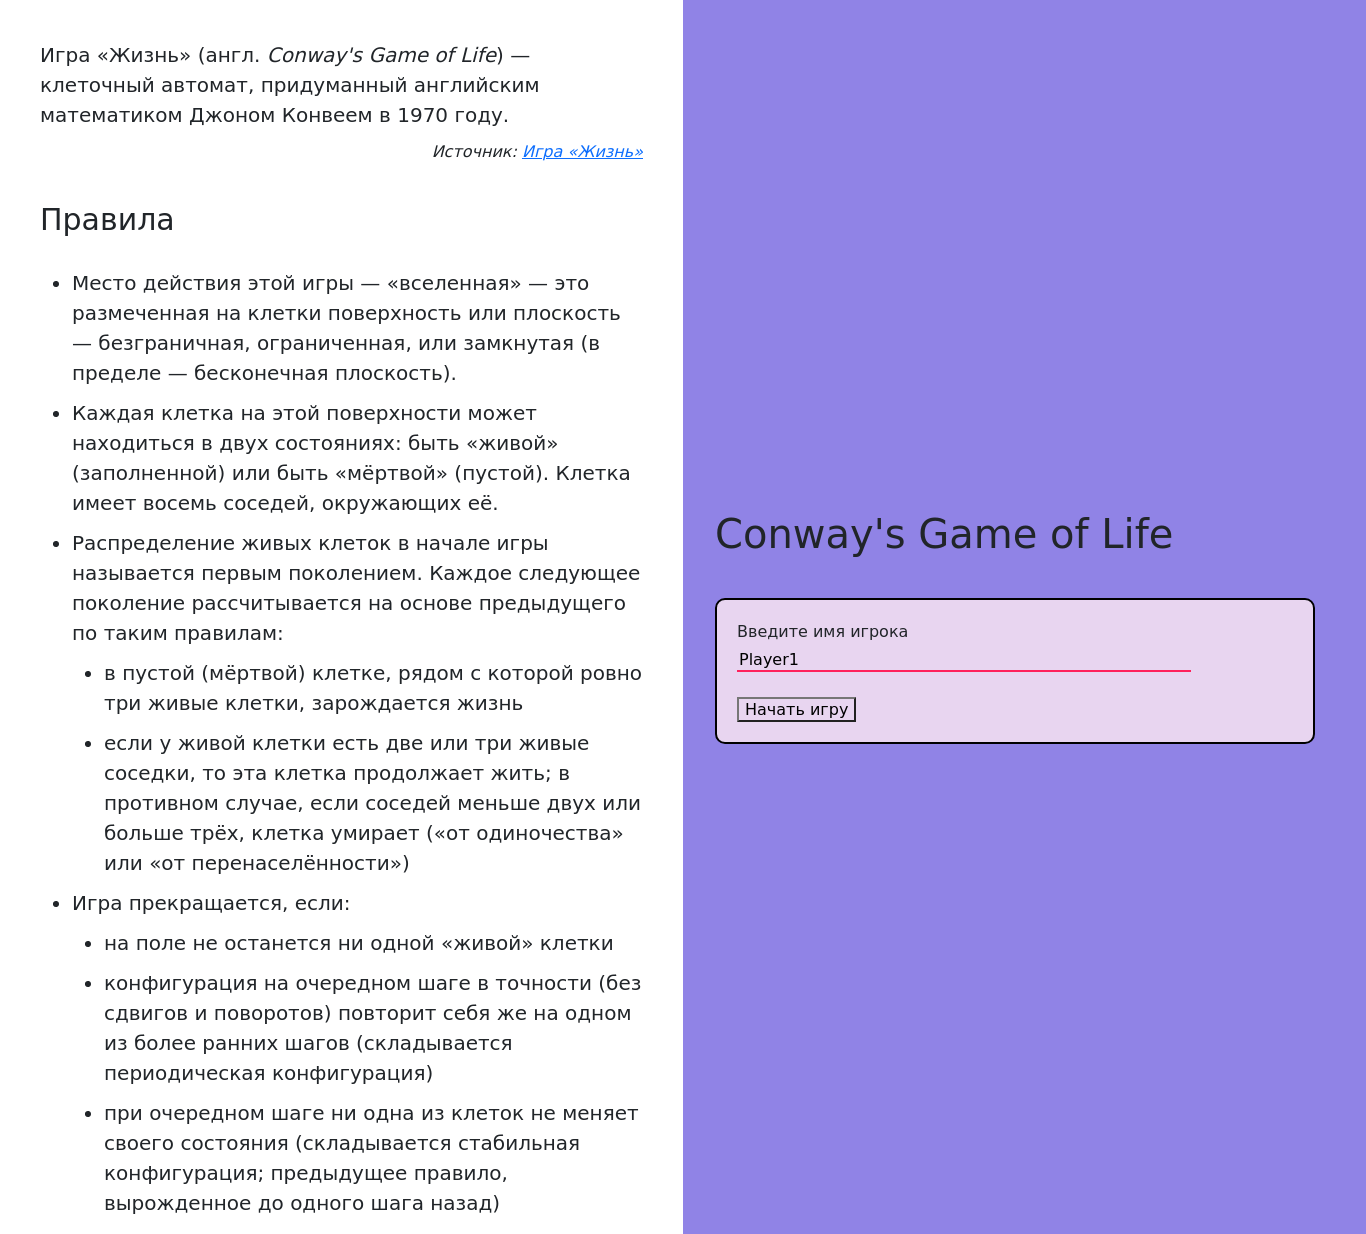 Игра «Жизнь» (англ. Conway's Game of Life) —
клеточный автомат, придуманный английским
математиком Джоном Конвеем в 1970 году.
Источник: Игра «Жизнь»
Правила
Место действия этой игры — «вселенная» — это
размеченная на клетки поверхность или плоскость
— безграничная, ограниченная, или замкнутая (в
пределе — бесконечная плоскость).
Каждая клетка на этой поверхности может
находиться в двух состояниях: быть «живой»
(заполненной) или быть «мёртвой» (пустой). Клетка
имеет восемь соседей, окружающих её.
Распределение живых клеток в начале игры
называется первым поколением. Каждое следующее
поколение рассчитывается на основе предыдущего
по таким правилам:
в пустой (мёртвой) клетке, рядом с которой ровно
три живые клетки, зарождается жизнь
если у живой клетки есть две или три живые
соседки, то эта клетка продолжает жить; в
противном случае, если соседей меньше двух или
больше трёх, клетка умирает («от одиночества»
или «от перенаселённости»)
Игра прекращается, если:
на поле не останется ни одной «живой» клетки
конфигурация на очередном шаге в точности (без
сдвигов и поворотов) повторит себя же на одном
из более ранних шагов (складывается
периодическая конфигурация)
при очередном шаге ни одна из клеток не меняет
своего состояния (складывается стабильная
конфигурация; предыдущее правило,
вырожденное до одного шага назад)
Conway's Game of Life
Введите имя игрока
Player1
Начать игру